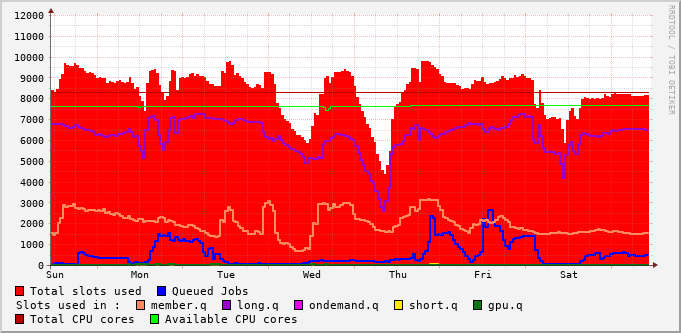 RRDTOOL / TOBI OETIKER
12000
11000
10000
9000
8000
7000
6000
5000
4000
3000
2000
1000
0
Sun Mon Tue Wed Thu Fri Sat
Total slots used Queued Jobs
Slots used in : member.q long.q ondemand.q short.q gpu.q
Total CPU cores Available CPU cores